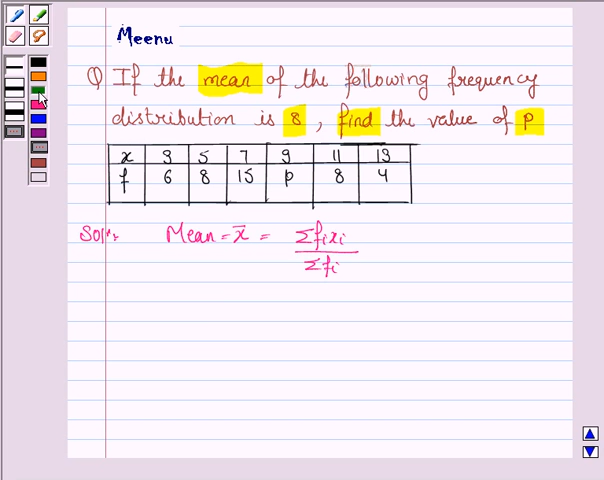 Meenu
Q If the mean of the following frequency
distribution is 8, find the value of p
x 3 5 7 9 11 13
f 6 8 15 p 8 4
Soln: Mean = x̄ = Σfixi
Σfi